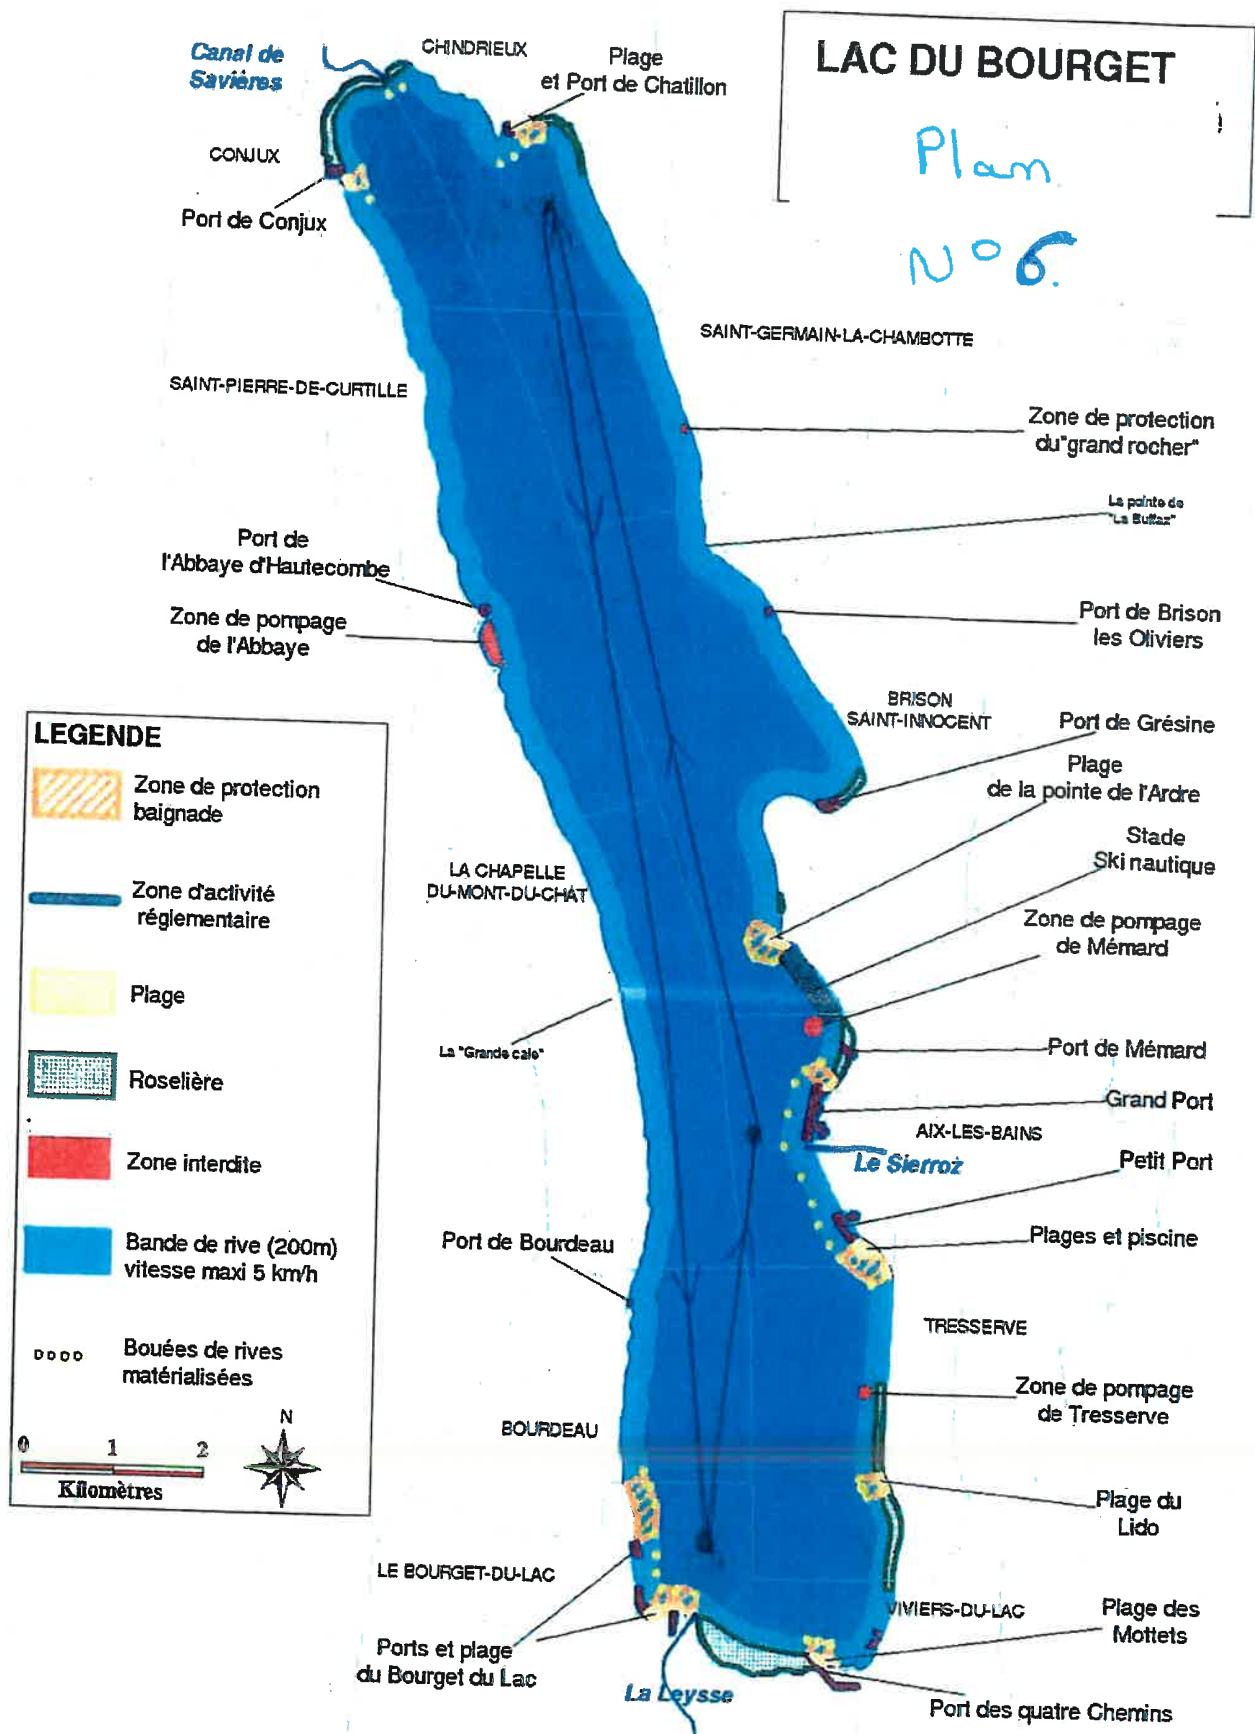 LAC DU BOURGET
Plan
N° 6.
Canal de
Savières
CHINDRIEUX
Plage
et Port de Chatillon
CONJUX
Port de Conjux
SAINT-GERMAIN-LA-CHAMBOTTE
SAINT-PIERRE-DE-CURTILLE
Zone de protection
du "grand rocher"
La pointe de
Port de
l'Abbaye d'Hautecombe
Zone de pompage
de l'Abbaye
Port de Brison
les Oliviers
BRISON
SAINT-INNOCENT
Port de Grésine
Plage
de la pointe de l'Ardre
Stade
Ski nautique
LA CHAPELLE
DU-MONT-DU-CHAT
Zone de pompage
de Mémard
La "Grande cale"
Port de Mémard
Grand Port
AIX-LES-BAINS
Le Sierroz
Petit Port
Port de Bourdeau
Plages et piscine
TRESSERVE
Zone de pompage
de Tresserve
BOURDEAU
Plage du
Lido
LE BOURGET-DU-LAC
VIVIERS-DU-LAC
Plage des
Mottets
Ports et plage
du Bourget du Lac
La Leysse
Port des quatre Chemins
LEGENDE
Zone de protection
baignade
Zone d'activité
réglementaire
Plage
Roselière
Zone interdite
Bande de rive (200m)
vitesse maxi 5 km/h
Bouées de rives
matérialisées
N
0 1 2
Kilomètres